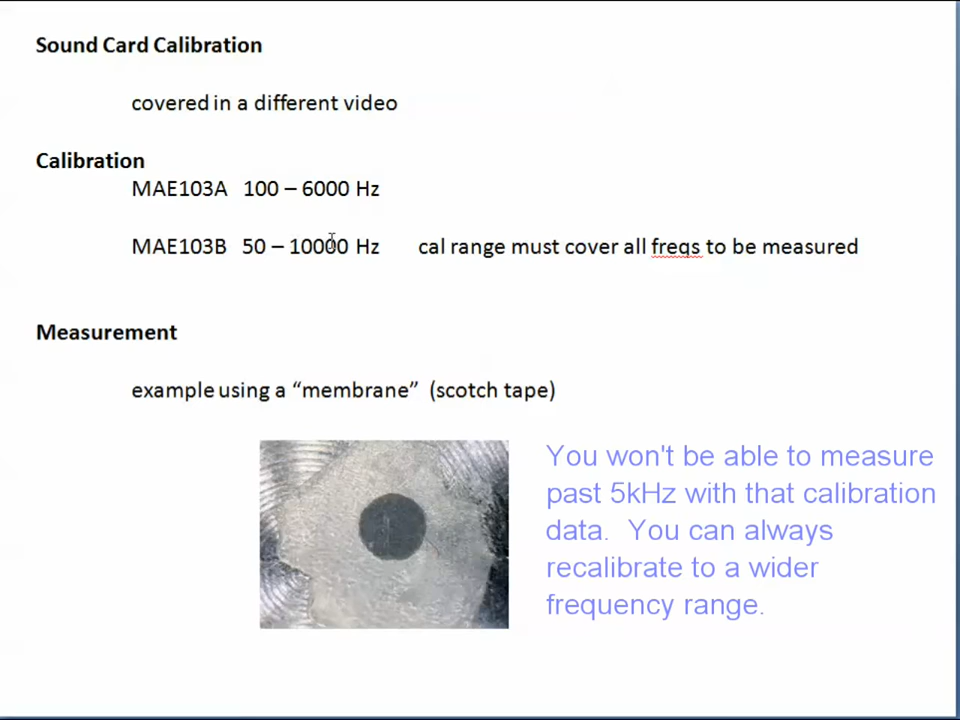 Sound Card Calibration
covered in a different video
Calibration
MAE103A 100 – 6000 Hz
MAE103B 50 – 10000 Hz cal range must cover all freqs to be measured
Measurement
example using a “membrane” (scotch tape)
You won't be able to measure
past 5kHz with that calibration
data. You can always
recalibrate to a wider
frequency range.